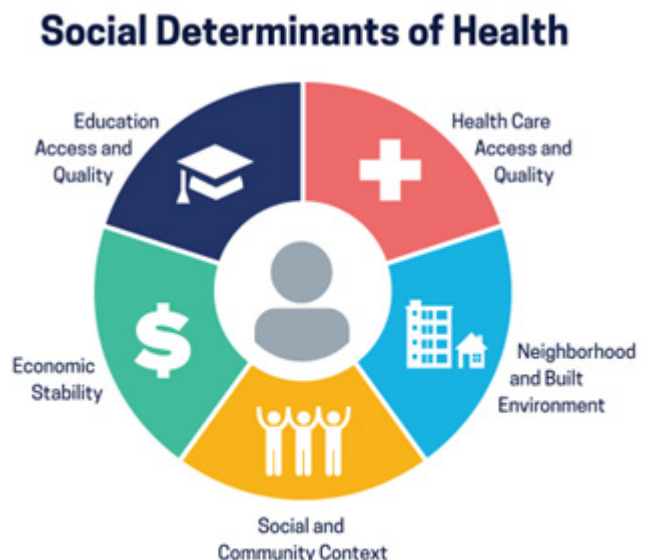 Social Determinants of Health
Education
Access and
Quality
Health Care
Access and
Quality
Economic
Stability
Neighborhood
and Built
Environment
Social and
Community Context